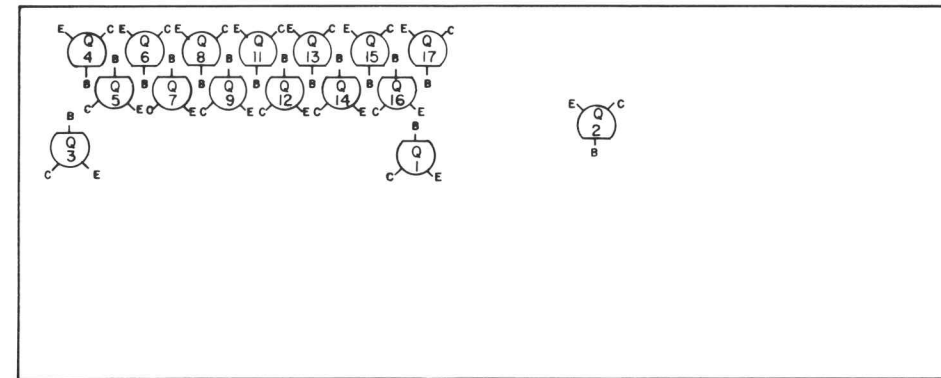 E C E C E C E C E C E C E C
Q Q Q Q Q Q Q
4 6 8 11 13 15 17
B B B B B B
B B B B B B B
Q Q Q Q Q Q
5 7 9 12 14 16
C E C E C E C E C E C E
B
Q
3
C E
B
Q
1
C E
E C
Q
2
B